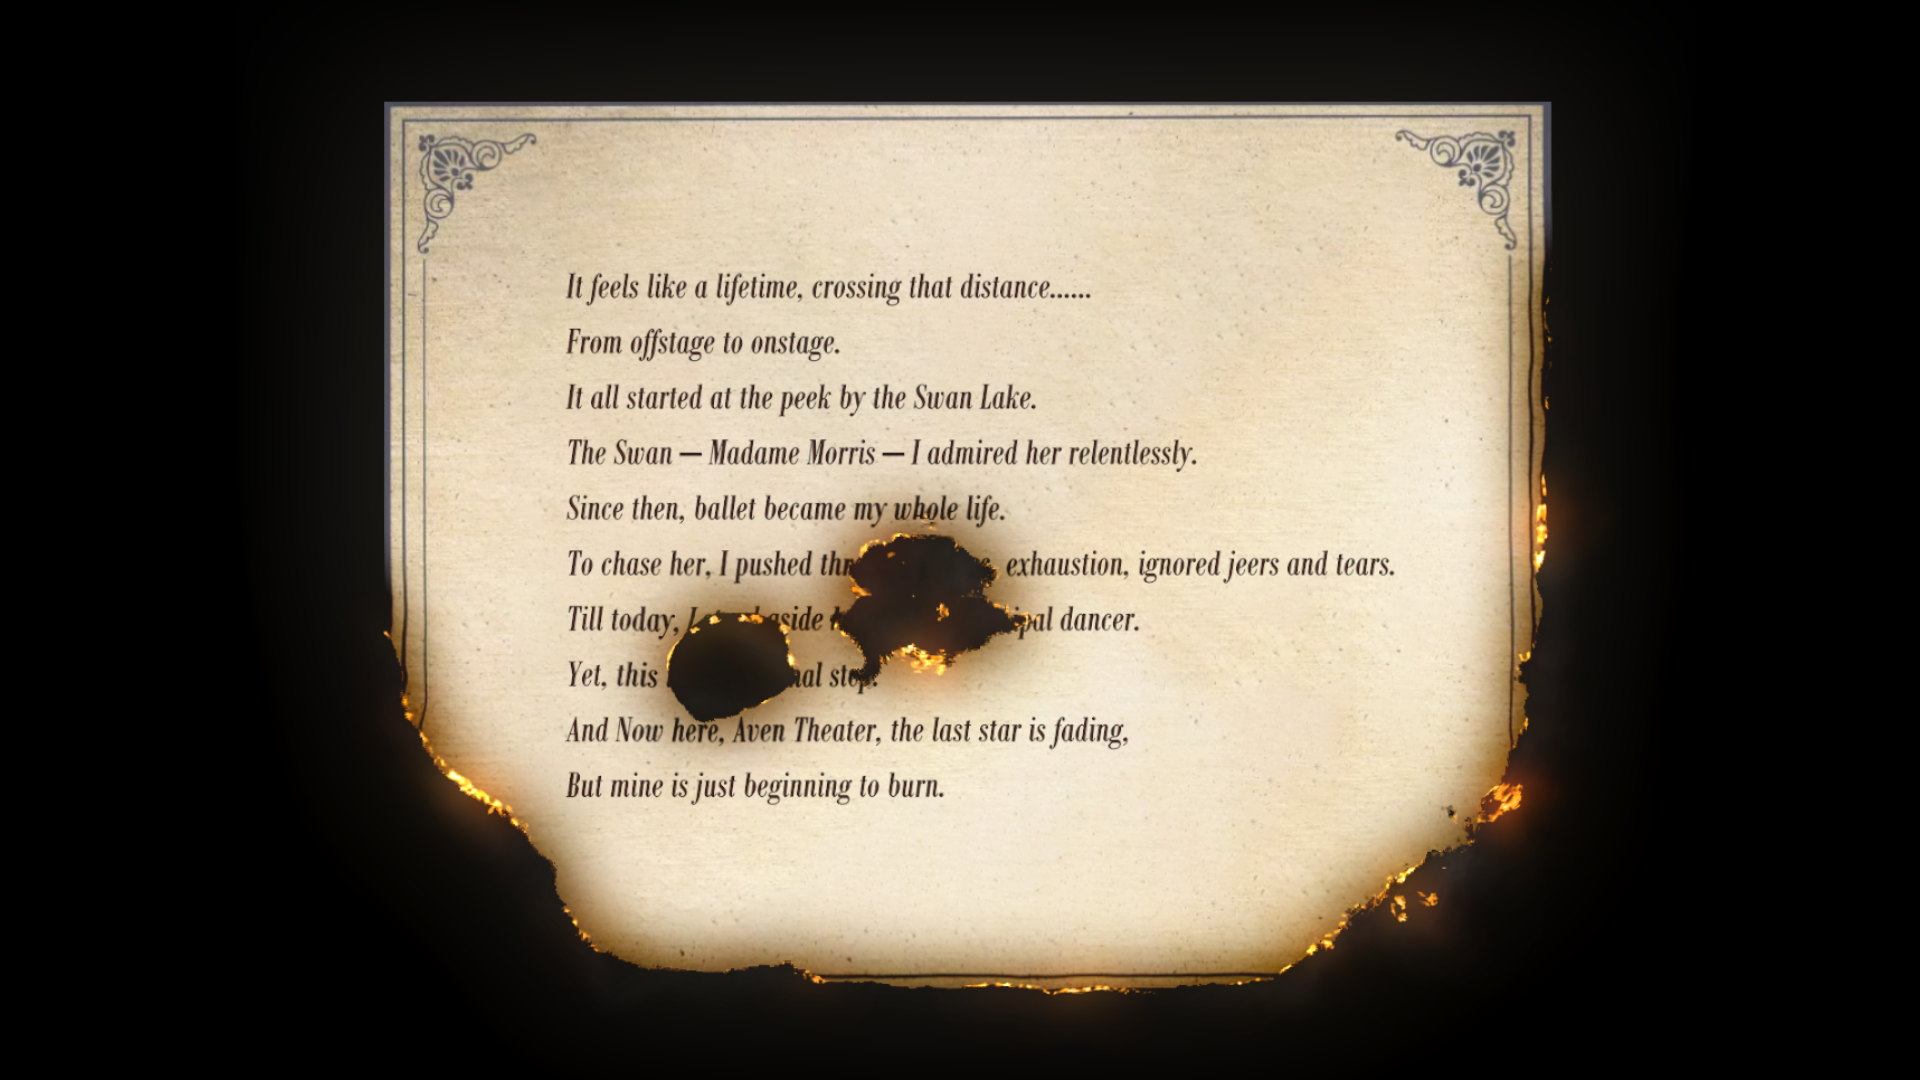 It feels like a lifetime, crossing that distance......
From offstage to onstage.
It all started at the peek by the Swan Lake.
The Swan — Madame Morris — I admired her relentlessly.
Since then, ballet became my whole life.
To chase her, I pushed exhaustion, ignored jeers and tears.
Till today, I aside dancer.
Yet, this stop.
And Now here, Aven Theater, the last star is fading,
But mine is just beginning to burn.